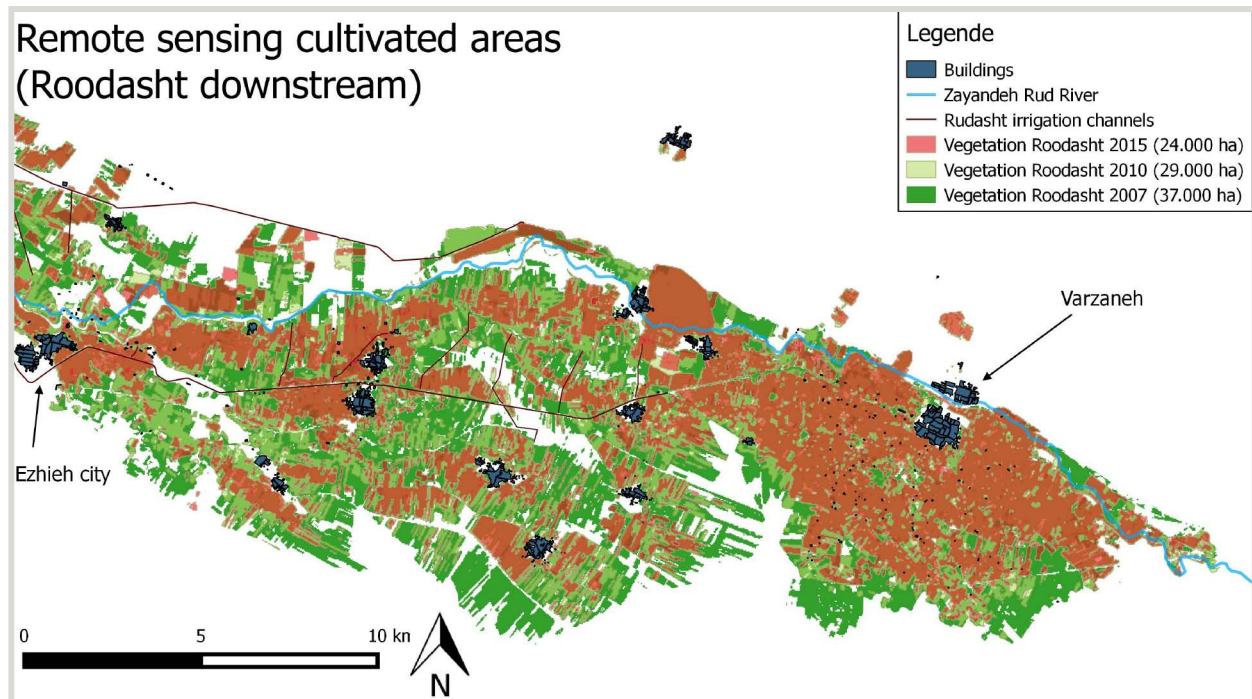 Remote sensing cultivated areas
(Roodasht downstream)
Legende
Buildings
Zayandeh Rud River
Rudasht irrigation channels
Vegetation Roodasht 2015 (24.000 ha)
Vegetation Roodasht 2010 (29.000 ha)
Vegetation Roodasht 2007 (37.000 ha)
Varzaneh
Ezhieh city
0 5 10 kn
N